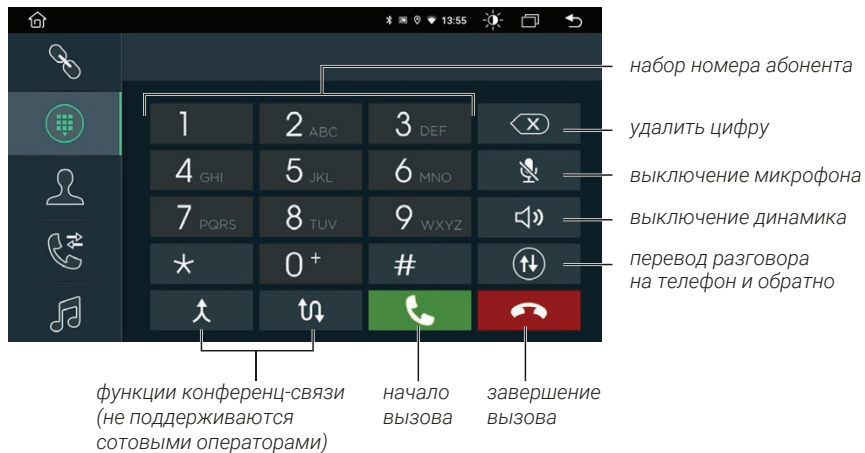 13:55
набор номера абонента
1 2 ABC 3 DEF
удалить цифру
4 GHI 5 JKL 6 MNO
выключение микрофона
7 PQRS 8 TUV 9 WXYZ
выключение динамика
* 0 + #
перевод разговора
на телефон и обратно
функции конференц-связи
(не поддерживаются
сотовыми операторами)
начало
вызова
завершение
вызова